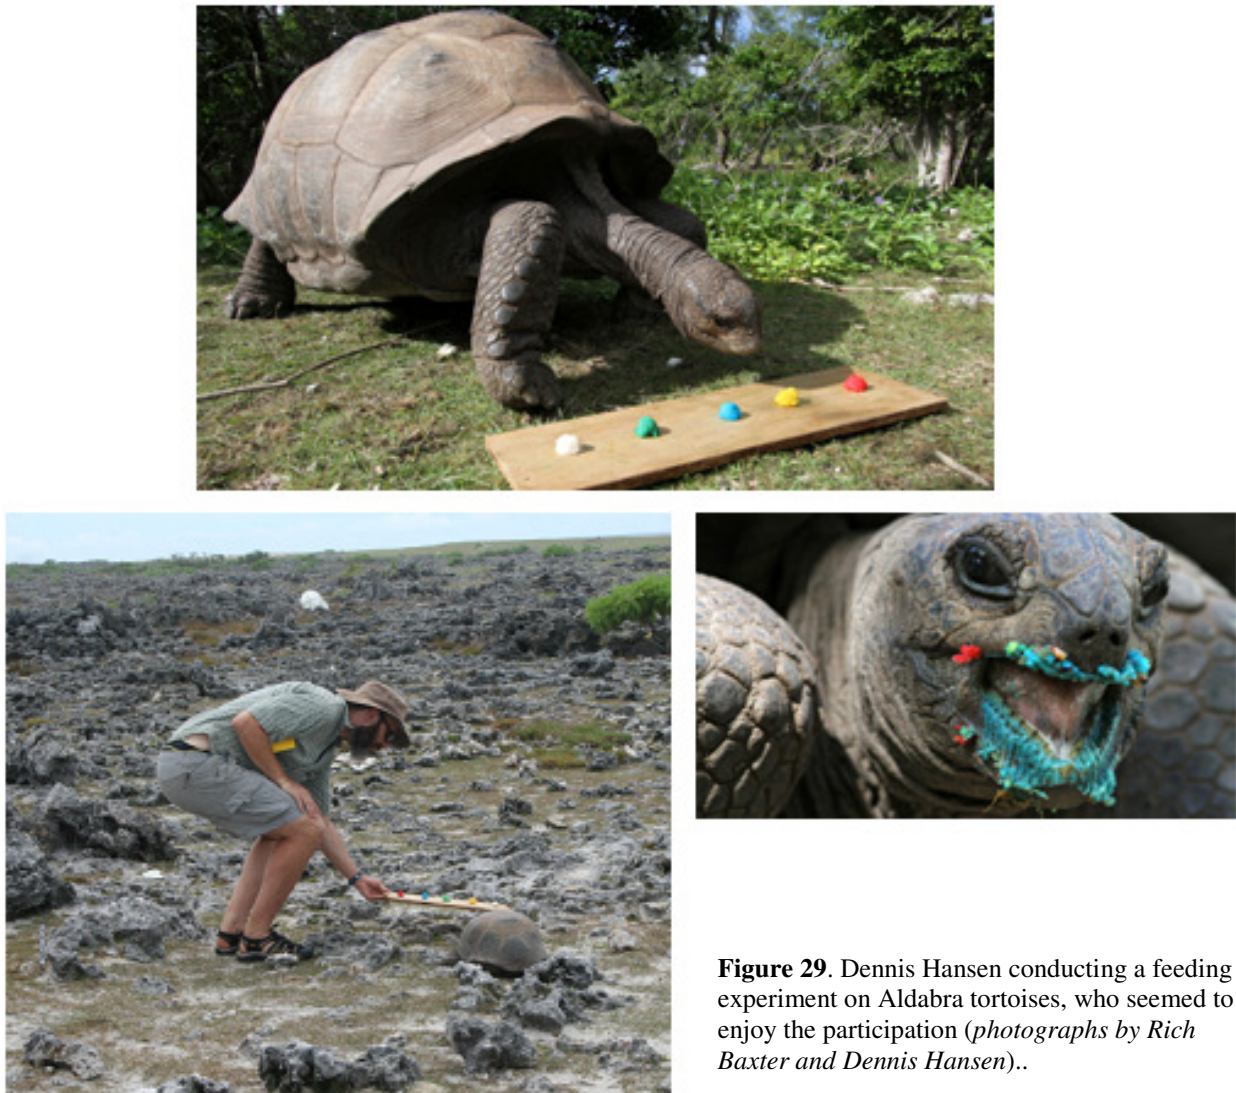 Figure 29. Dennis Hansen conducting a feeding
experiment on Aldabra tortoises, who seemed to
enjoy the participation (photographs by Rich
Baxter and Dennis Hansen)..